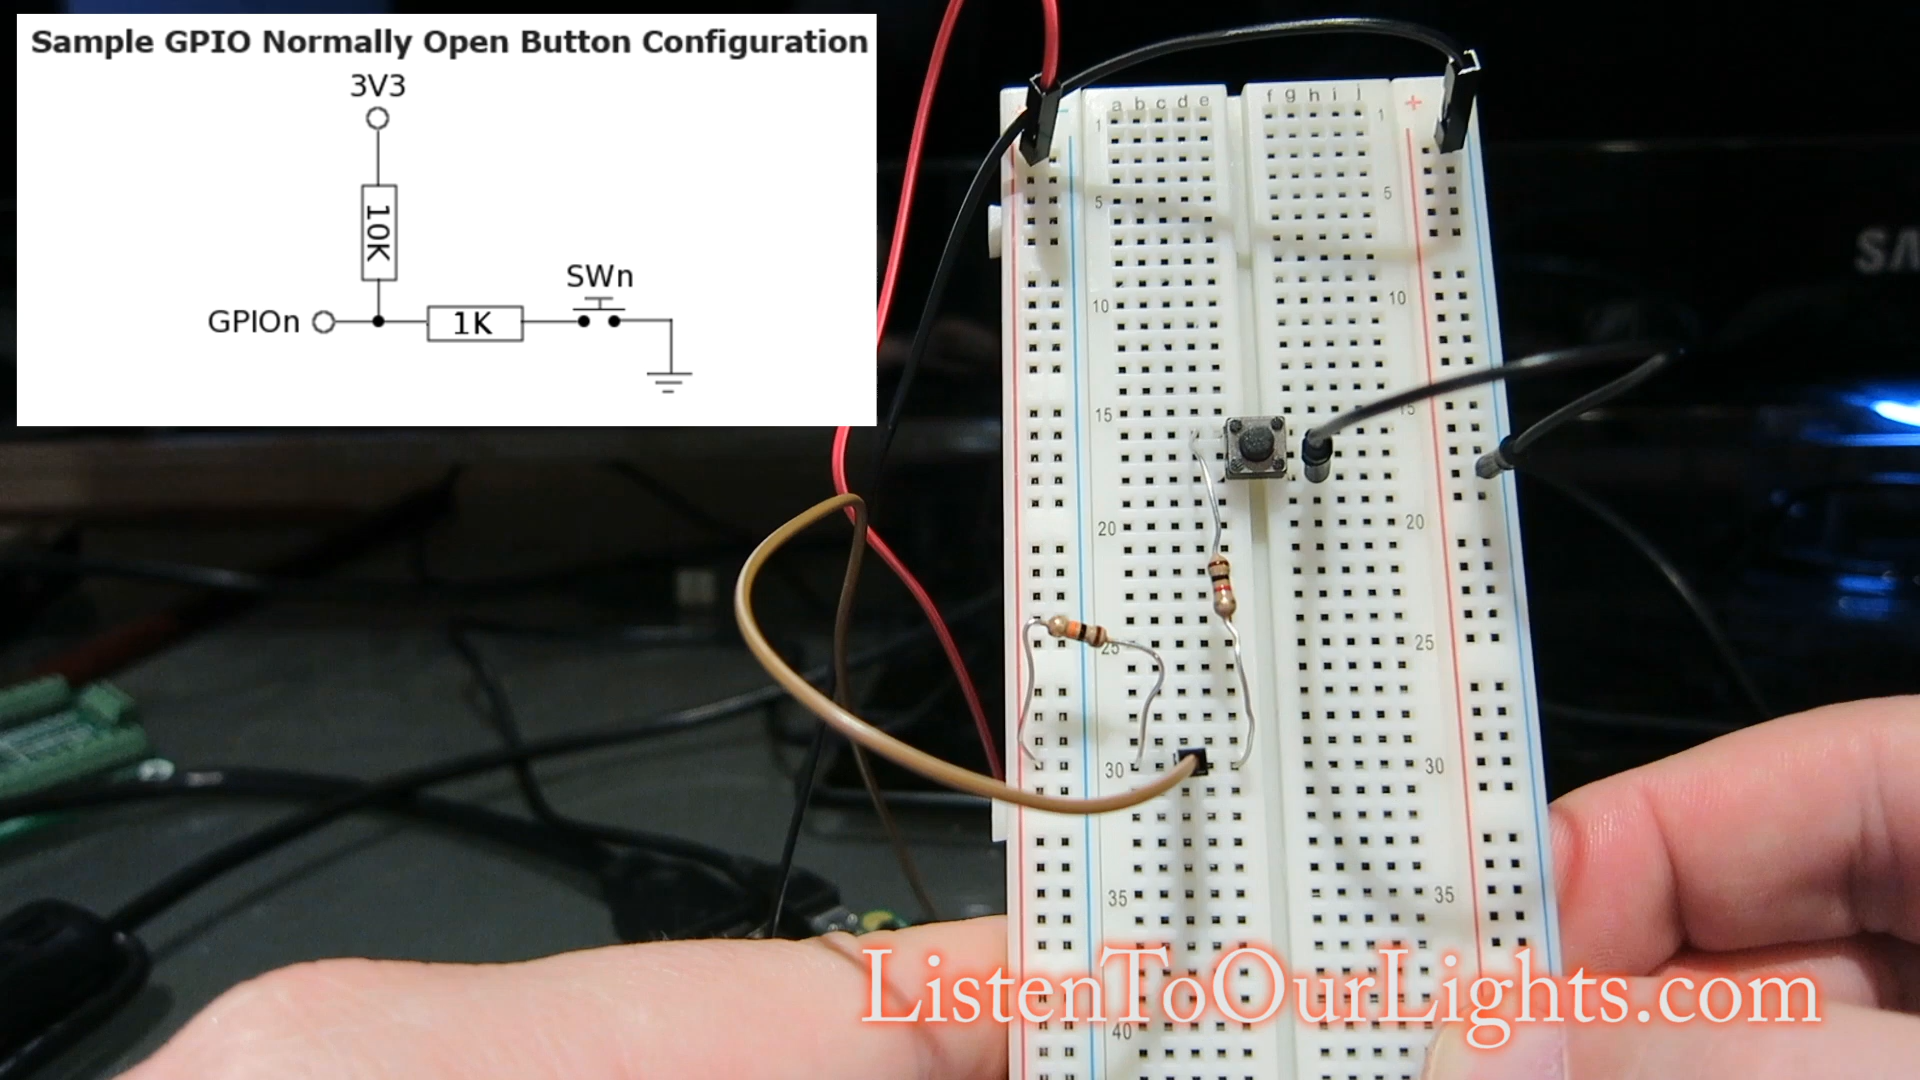 Sample GPIO Normally Open Button Configuration
3V3
10K
SWn
GPIOn
1K
a b c d e
f g h i j
+
-
+
1
1
5
5
10
10
15
15
20
20
25
25
30
30
35
35
40
ListenToOurLights.com